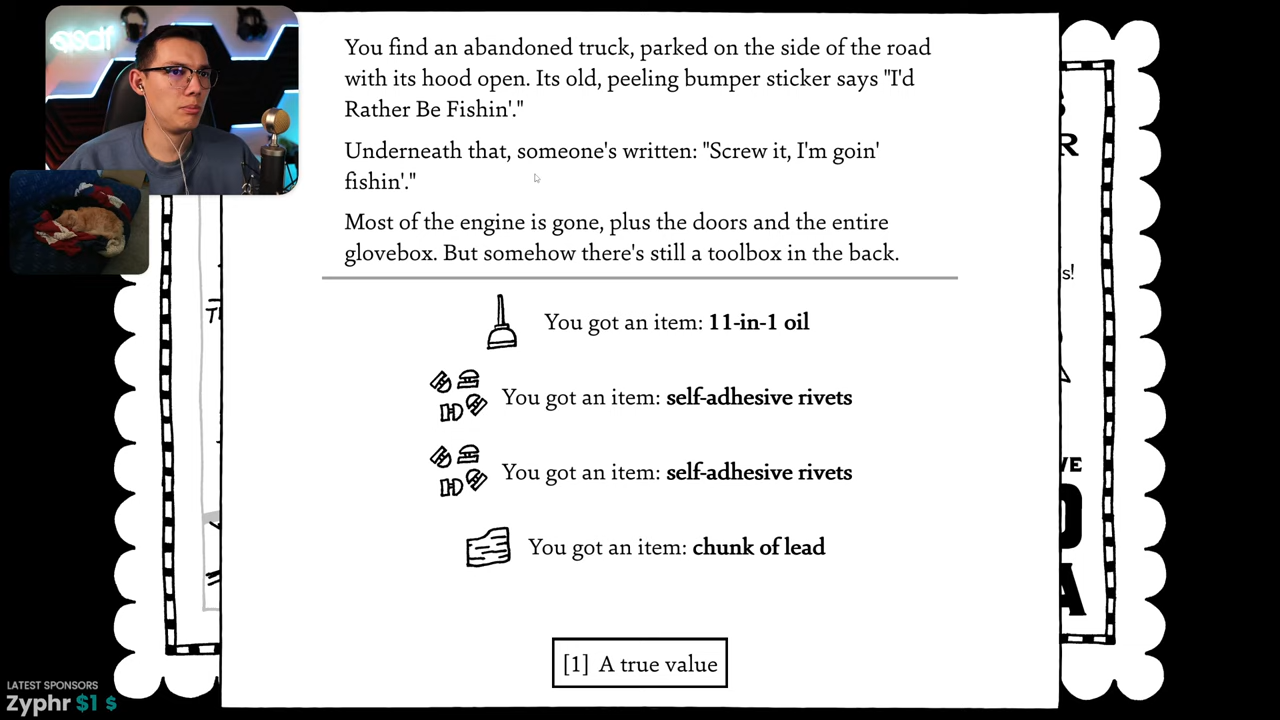 You find an abandoned truck, parked on the side of the road
with its hood open. Its old, peeling bumper sticker says "I'd
Rather Be Fishin'."
Underneath that, someone's written: "Screw it, I'm goin'
fishin'."
Most of the engine is gone, plus the doors and the entire
glovebox. But somehow there's still a toolbox in the back.
You got an item: 11-in-1 oil
You got an item: self-adhesive rivets
You got an item: self-adhesive rivets
You got an item: chunk of lead
[1] A true value
LATEST SPONSORS
Zyphr $1 $